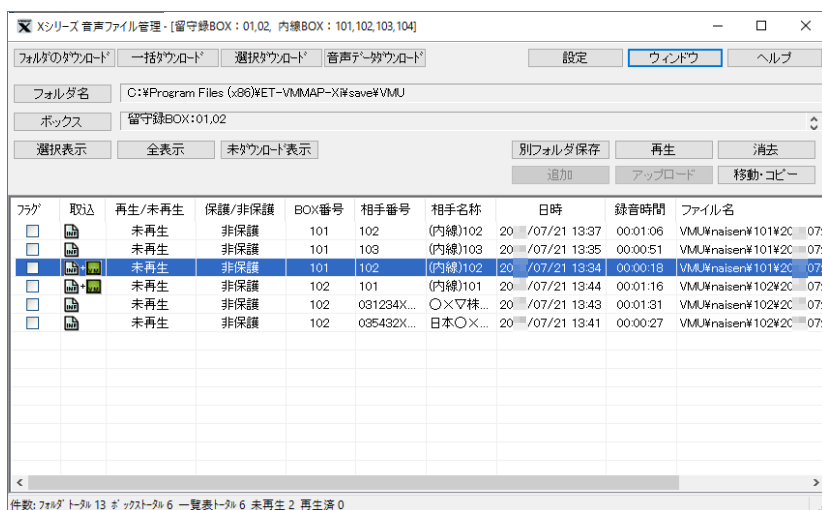 Xシリーズ 音声ファイル管理 - [留守録BOX：01,02, 内線BOX：101,102,103,104]
ﾌｫﾙﾀﾞのﾀﾞｳﾝﾛｰﾄﾞ 一括ﾀﾞｳﾝﾛｰﾄﾞ 選択ﾀﾞｳﾝﾛｰﾄﾞ 音声ﾃﾞｰﾀﾀﾞｳﾝﾛｰﾄﾞ 設定 ウィンドウ ヘルプ
フォルダ名 C:¥Program Files (x86)¥ET-VMMAP-Xi¥save¥VMU
ボックス 留守録BOX:01,02
選択表示 全表示 未ﾀﾞｳﾝﾛｰﾄﾞ表示 別フォルダ保存 再生 消去
追加 アップロード 移動･コピー
ﾌﾗｸﾞ 取込 再生/未再生 保護/非保護 BOX番号 相手番号 相手名称 日時 録音時間 ファイル名
未再生 非保護 101 102 (内線)102 20 /07/21 13:37 00:01:06 VMU¥naisen¥101¥20 07
未再生 非保護 101 103 (内線)103 20 /07/21 13:35 00:00:51 VMU¥naisen¥101¥20 07
未再生 非保護 101 102 (内線)102 20 /07/21 13:34 00:00:18 VMU¥naisen¥101¥20 07
未再生 非保護 102 101 (内線)101 20 /07/21 13:44 00:01:16 VMU¥naisen¥102¥20 07
未再生 非保護 102 031234X... 〇×▽株... 20 /07/21 13:43 00:01:31 VMU¥naisen¥102¥20 07
未再生 非保護 102 035432X... 日本〇×... 20 /07/21 13:41 00:00:27 VMU¥naisen¥102¥20 07
件数: ﾌｫﾙﾀﾞﾄｰﾀﾙ 13 ﾎﾞｯｸｽﾄｰﾀﾙ 6 一覧表ﾄｰﾀﾙ 6 未再生 2 再生済 0